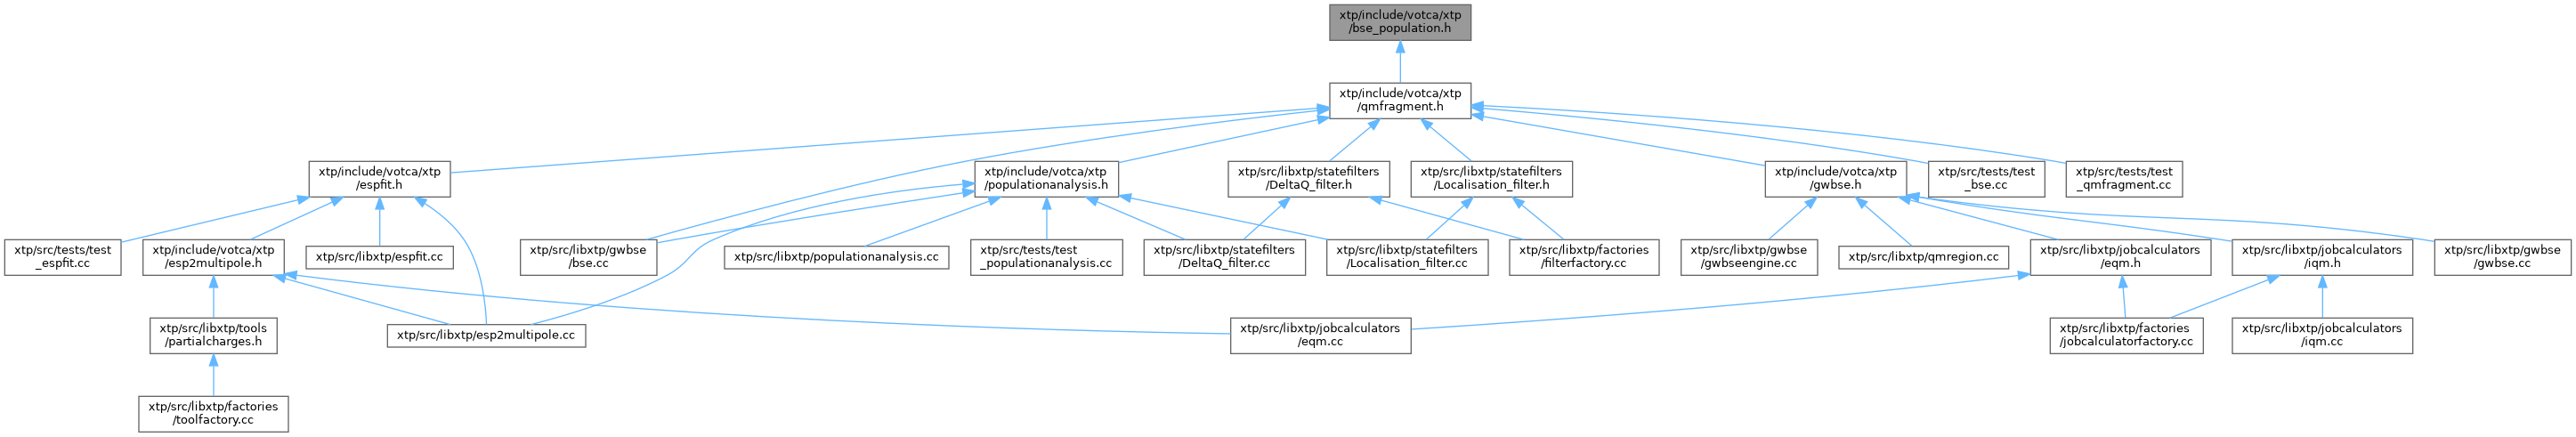 xtp/include/votca/xtp
/bse_population.h
xtp/include/votca/xtp
/qmfragment.h
xtp/include/votca/xtp
/espfit.h
xtp/include/votca/xtp
/populationanalysis.h
xtp/src/libxtp/statefilters
/DeltaQ_filter.h
xtp/src/libxtp/statefilters
/Localisation_filter.h
xtp/include/votca/xtp
/gwbse.h
xtp/src/tests/test
_bse.cc
xtp/src/tests/test
_qmfragment.cc
xtp/src/tests/test
_espfit.cc
xtp/include/votca/xtp
/esp2multipole.h
xtp/src/libxtp/espfit.cc
xtp/src/libxtp/gwbse
/bse.cc
xtp/src/libxtp/populationanalysis.cc
xtp/src/tests/test
_populationanalysis.cc
xtp/src/libxtp/statefilters
/DeltaQ_filter.cc
xtp/src/libxtp/statefilters
/Localisation_filter.cc
xtp/src/libxtp/factories
/filterfactory.cc
xtp/src/libxtp/gwbse
/gwbseengine.cc
xtp/src/libxtp/qmregion.cc
xtp/src/libxtp/jobcalculators
/eqm.h
xtp/src/libxtp/jobcalculators
/iqm.h
xtp/src/libxtp/gwbse
/gwbse.cc
xtp/src/libxtp/tools
/partialcharges.h
xtp/src/libxtp/esp2multipole.cc
xtp/src/libxtp/jobcalculators
/eqm.cc
xtp/src/libxtp/factories
/jobcalculatorfactory.cc
xtp/src/libxtp/jobcalculators
/iqm.cc
xtp/src/libxtp/factories
/toolfactory.cc